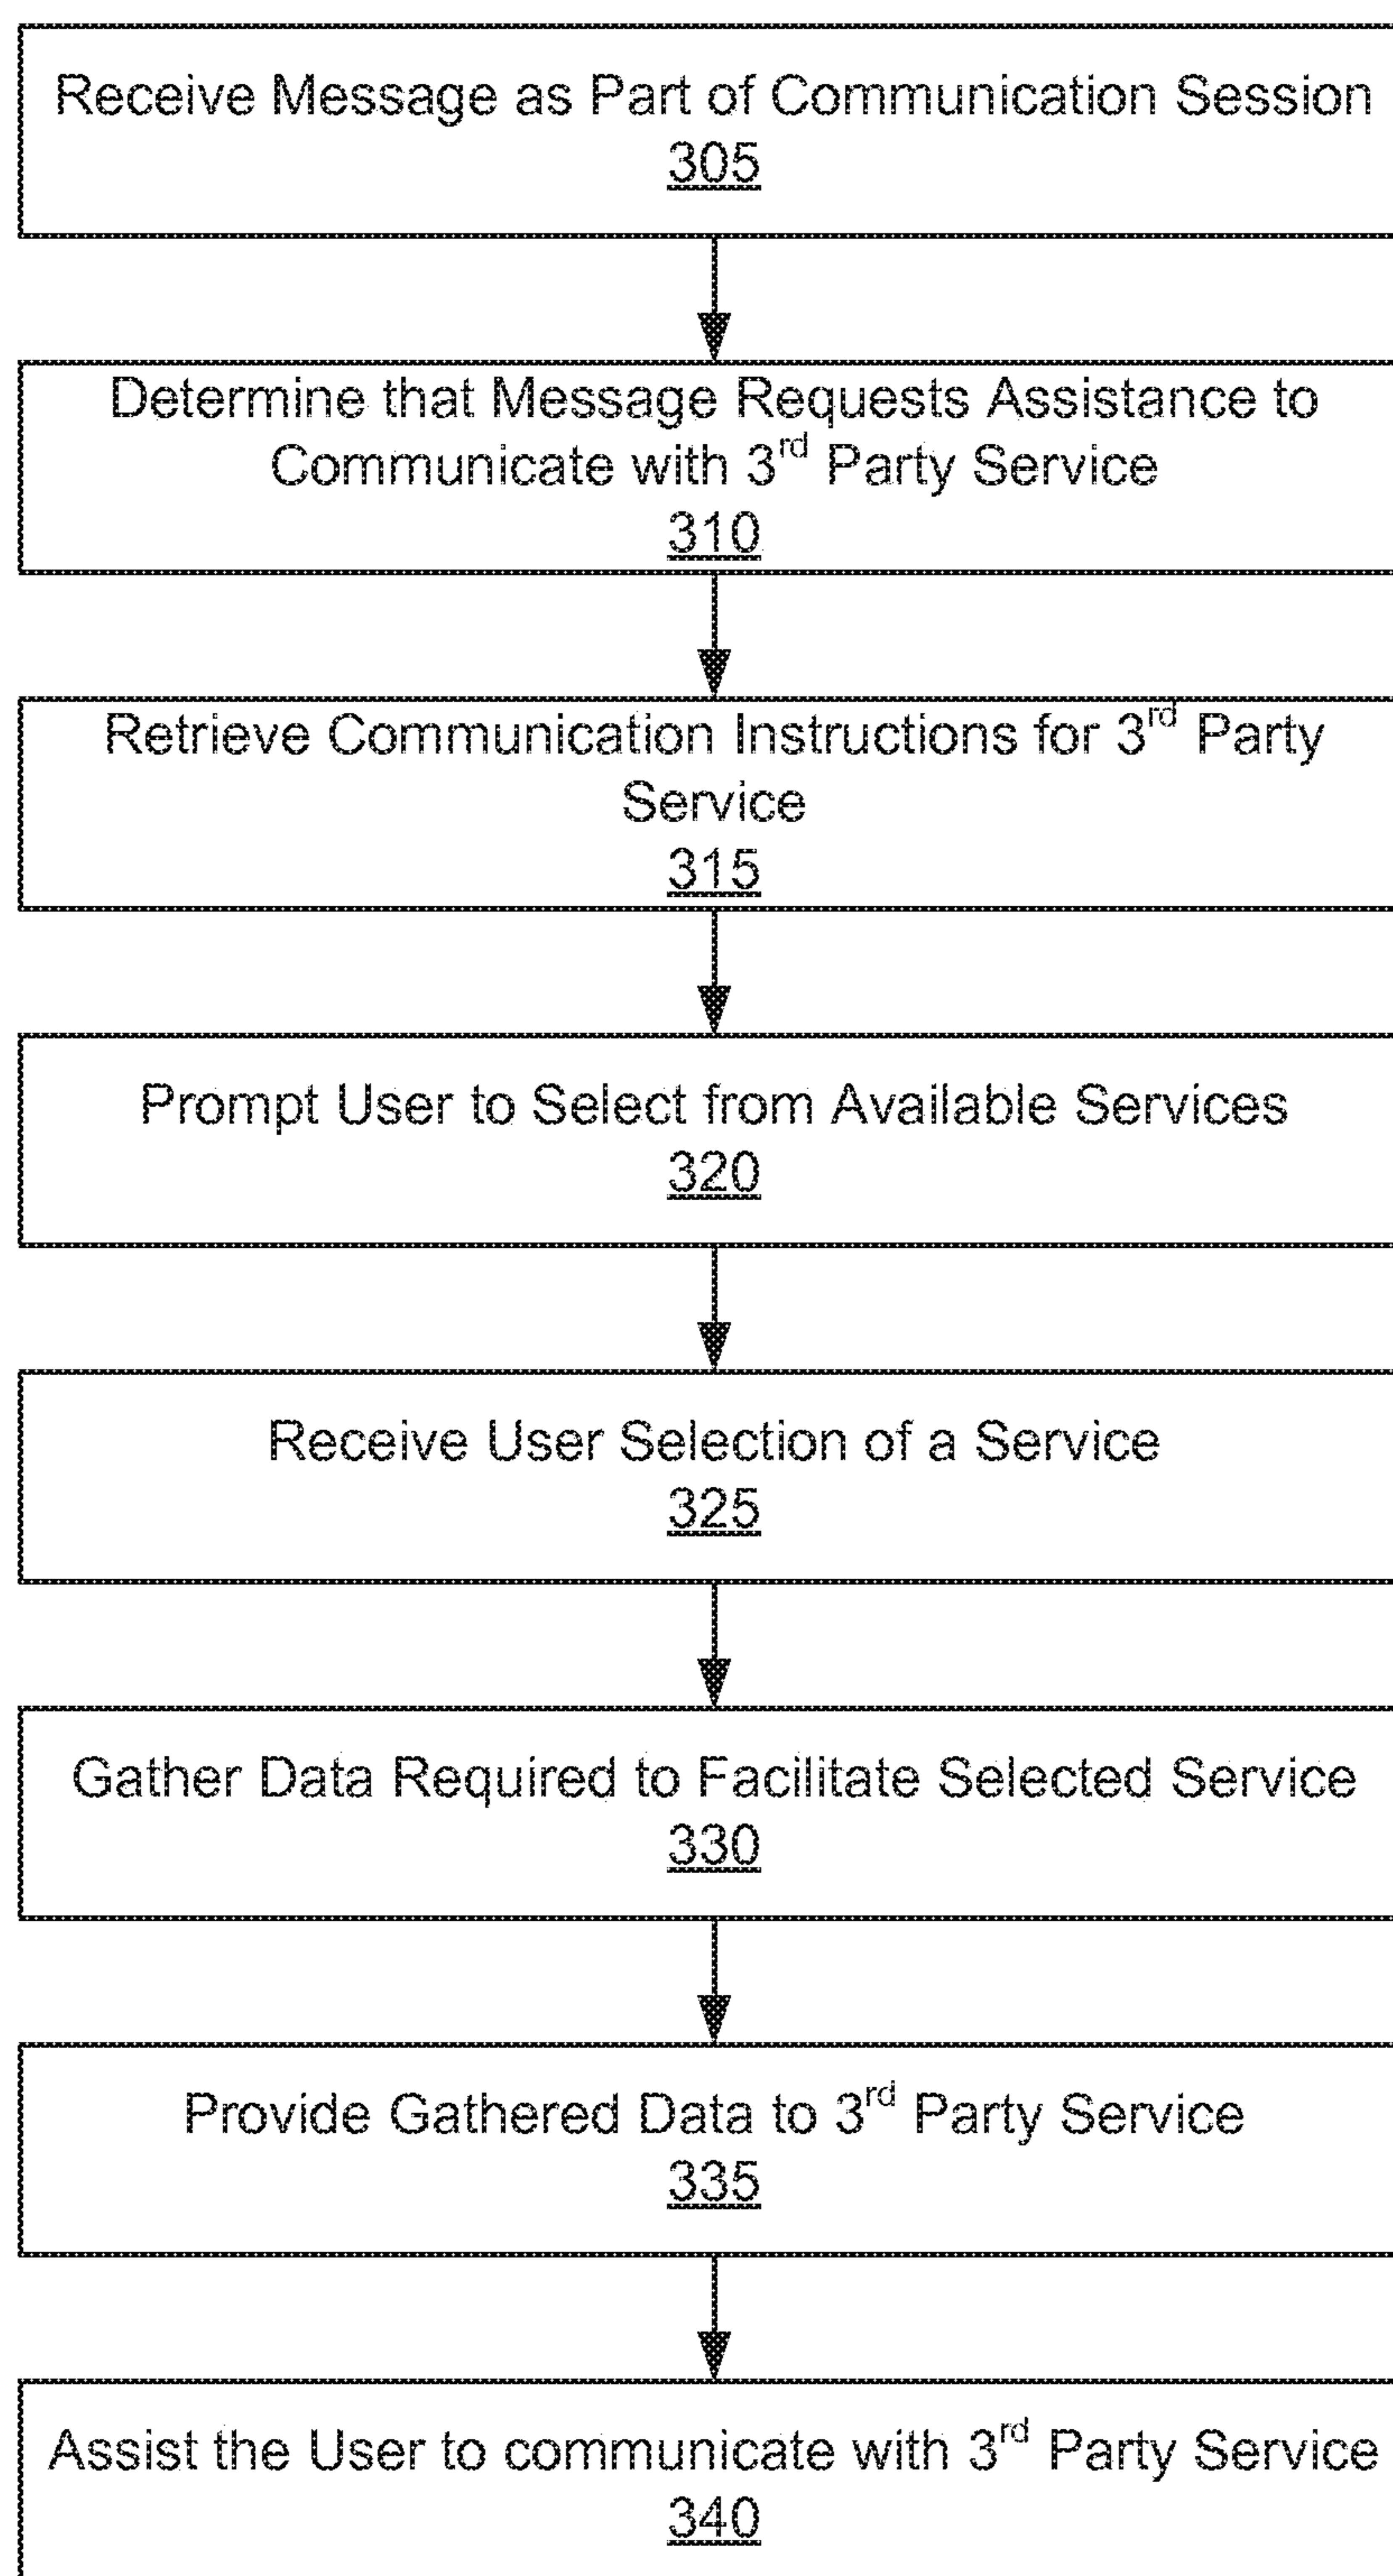 Receive Message as Part of Communication Session
305
Determine that Message Requests Assistance to
Communicate with 3rd Party Service
310
Retrieve Communication Instructions for 3rd Party
Service
315
Prompt User to Select from Available Services
320
Receive User Selection of a Service
325
Gather Data Required to Facilitate Selected Service
330
Provide Gathered Data to 3rd Party Service
335
Assist the User to communicate with 3rd Party Service
340